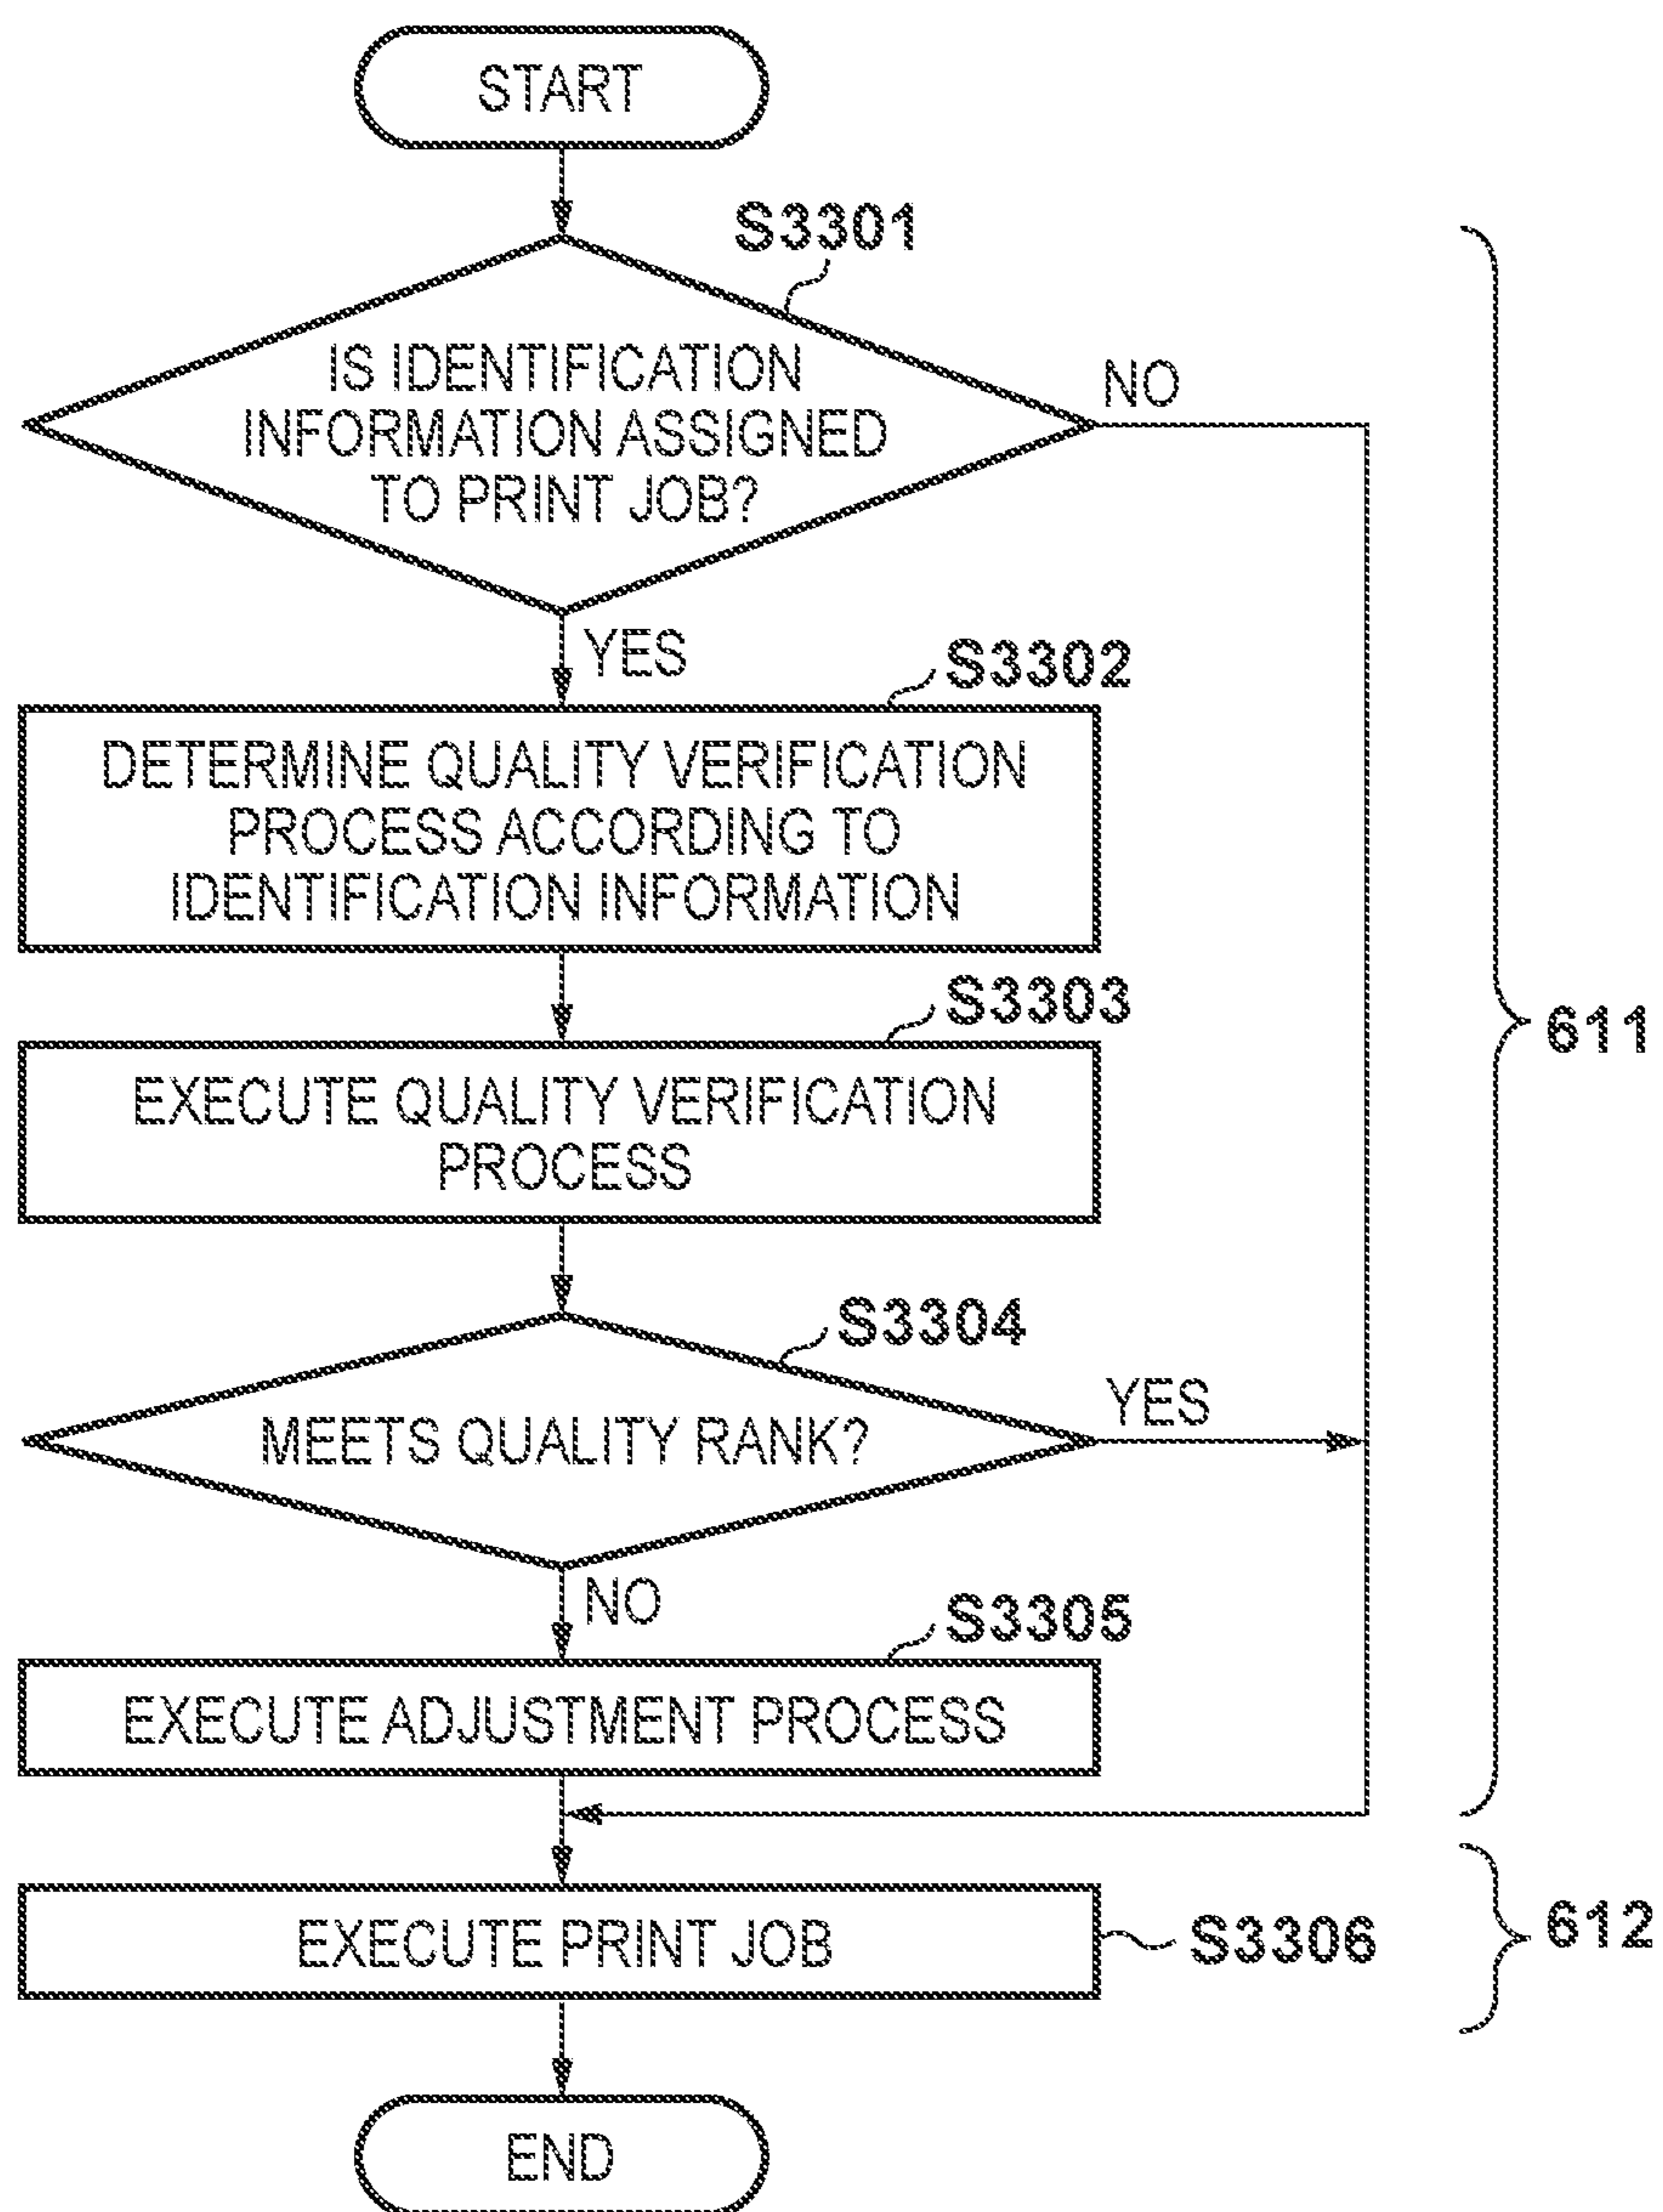 START
S3301
IS IDENTIFICATION
INFORMATION ASSIGNED
TO PRINT JOB?
NO
YES
S3302
DETERMINE QUALITY VERIFICATION
PROCESS ACCORDING TO
IDENTIFICATION INFORMATION
S3303
EXECUTE QUALITY VERIFICATION
PROCESS
611
S3304
MEETS QUALITY RANK?
YES
NO
S3305
EXECUTE ADJUSTMENT PROCESS
EXECUTE PRINT JOB
S3306
612
END